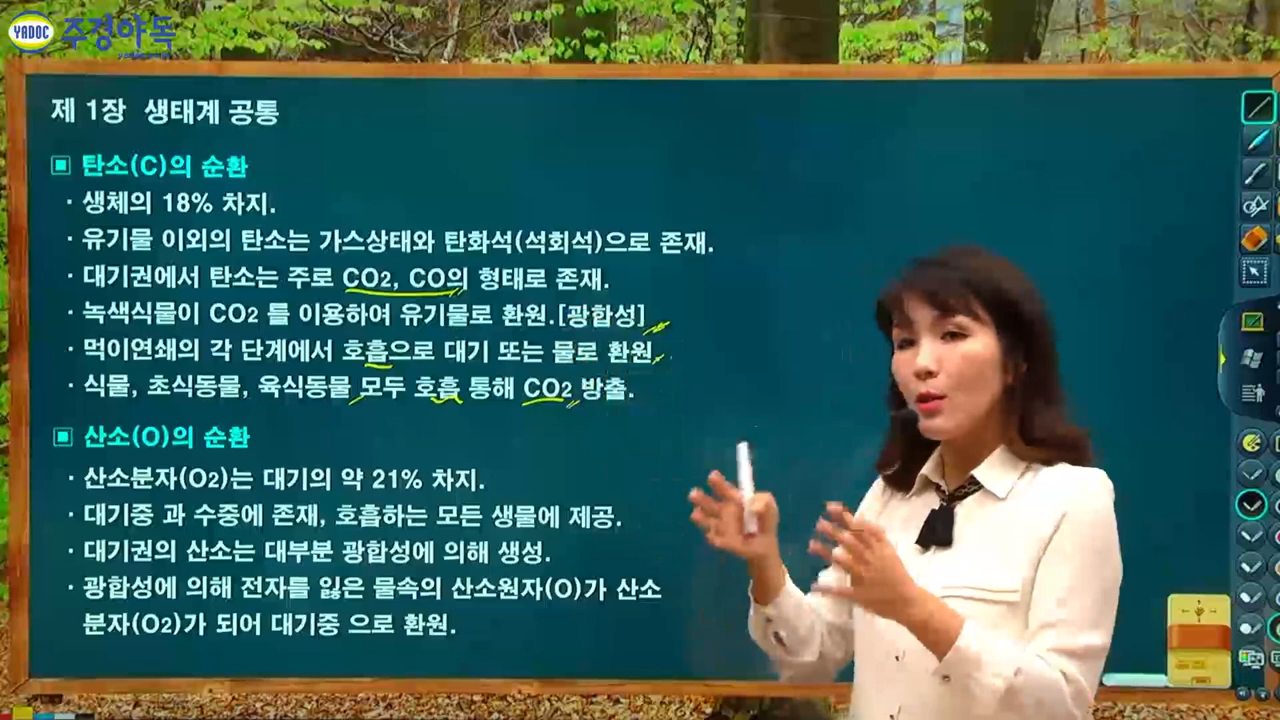 YADOC 주경야독
제 1장 생태계 공통
▣ 탄소(C)의 순환
· 생체의 18% 차지.
· 유기물 이외의 탄소는 가스상태와 탄화석(석회석)으로 존재.
· 대기권에서 탄소는 주로 CO2, CO의 형태로 존재.
· 녹색식물이 CO2 를 이용하여 유기물로 환원.[광합성]
· 먹이연쇄의 각 단계에서 호흡으로 대기 또는 물로 환원.
· 식물, 초식동물, 육식동물 모두 호흡 통해 CO2 방출.
▣ 산소(O)의 순환
· 산소분자(O2)는 대기의 약 21% 차지.
· 대기중 과 수중에 존재, 호흡하는 모든 생물에 제공.
· 대기권의 산소는 대부분 광합성에 의해 생성.
· 광합성에 의해 전자를 잃은 물속의 산소원자(O)가 산소
분자(O2)가 되어 대기중 으로 환원.